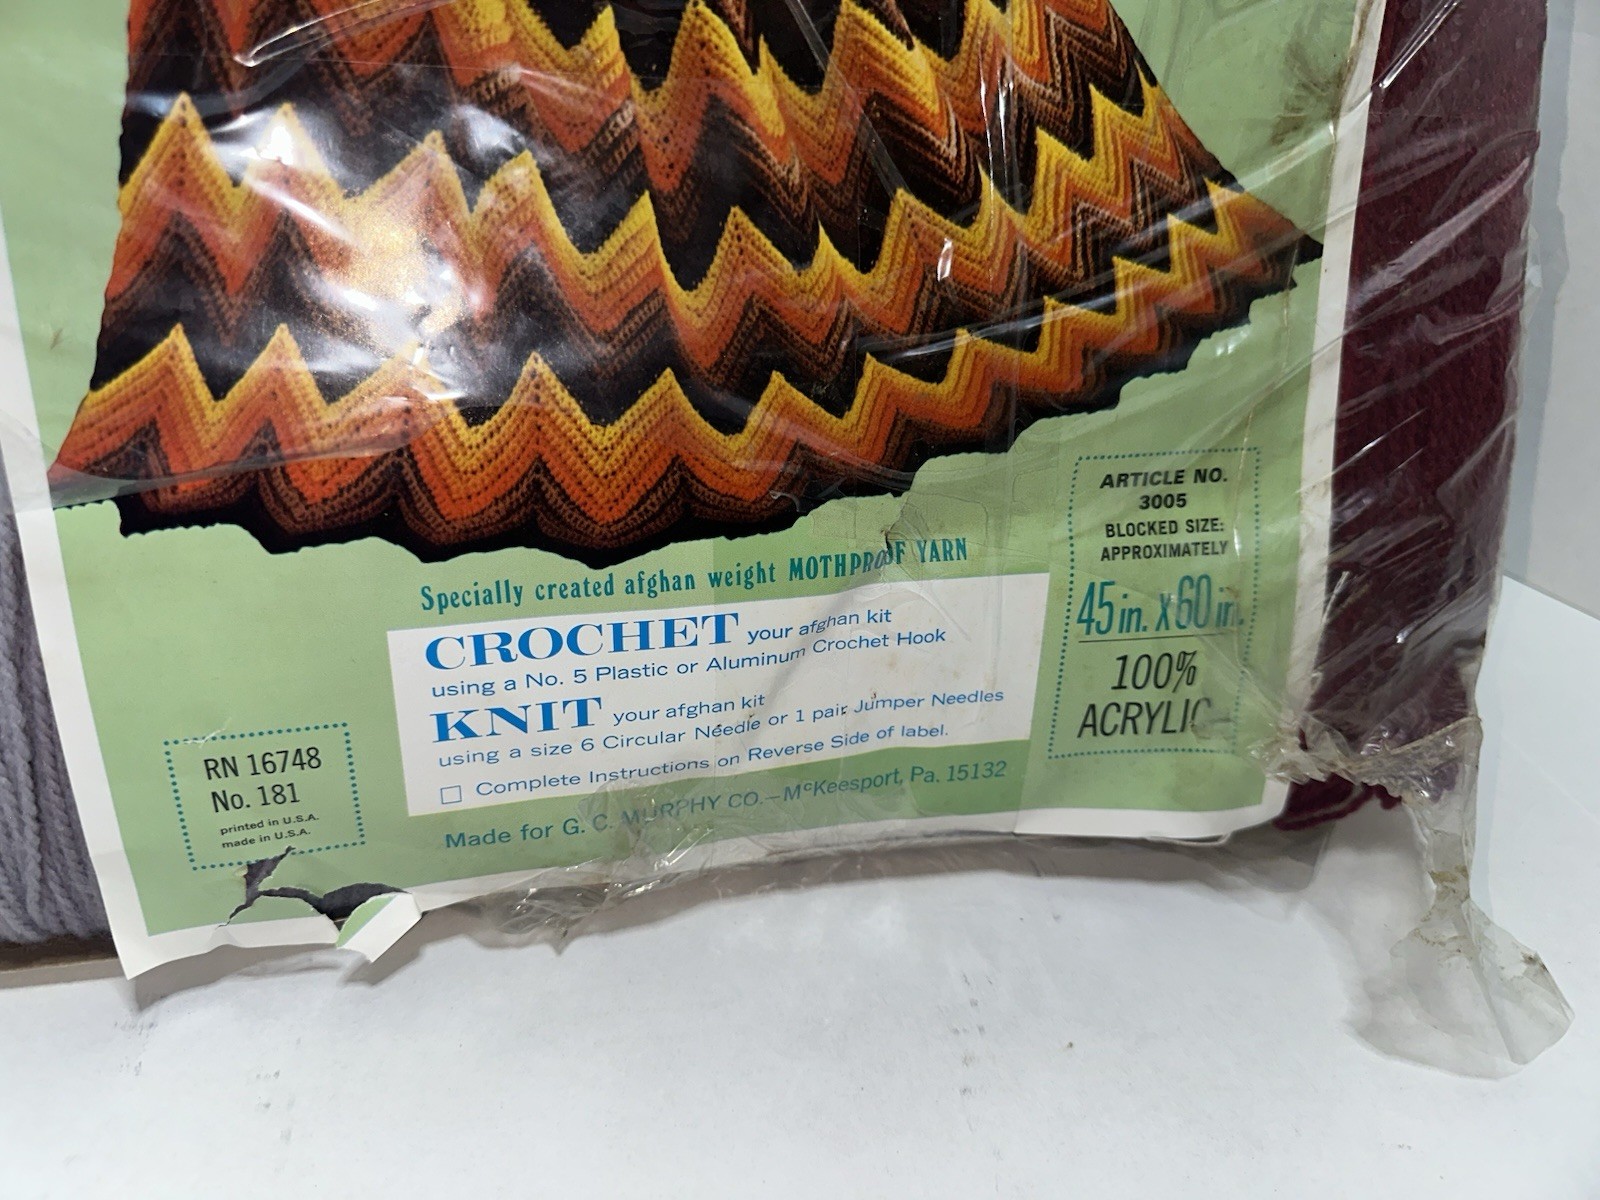 Specially created afghan weight MOTHPROOF YARN
CROCHET your afghan kit
using a No. 5 Plastic or Aluminum Crochet Hook
KNIT your afghan kit
using a size 6 Circular Needle or 1 pair Jumper Needles
☐ Complete Instructions on Reverse Side of label.
Made for G. C. MURPHY CO.—McKeesport, Pa. 15132
RN 16748
No. 181
printed in U.S.A.
made in U.S.A.
ARTICLE NO.
3005
BLOCKED SIZE:
APPROXIMATELY
45 in. x 60 in.
100%
ACRYLIC